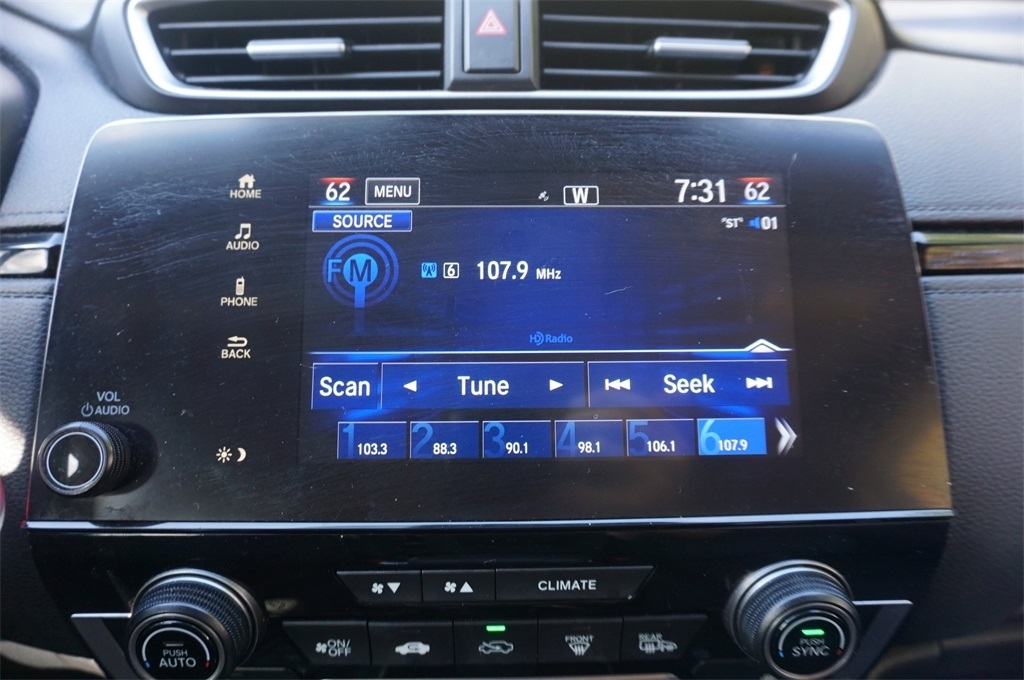 HOME
AUDIO
PHONE
BACK
VOL
AUDIO
62 MENU W 7:31 62
SOURCE "ST" 01
FM 6 107.9 MHz
HD Radio
Scan Tune Seek
1 103.3 2 88.3 3 90.1 4 98.1 5 106.1 6 107.9
CLIMATE
PUSH AUTO
ON/OFF
FRONT
REAR
PUSH SYNC